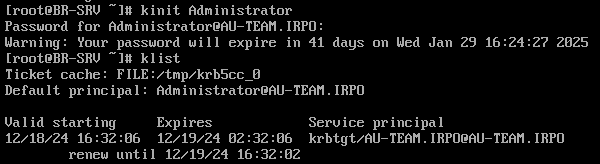 [root@BR-SRV ~]# kinit Administrator
Password for Administrator@AU-TEAM.IRPO:
Warning: Your password will expire in 41 days on Wed Jan 29 16:24:27 2025
[root@BR-SRV ~]# klist
Ticket cache: FILE:/tmp/krb5cc_0
Default principal: Administrator@AU-TEAM.IRPO

Valid starting     Expires            Service principal
12/18/24 16:32:06  12/19/24 02:32:06  krbtgt/AU-TEAM.IRPO@AU-TEAM.IRPO
        renew until 12/19/24 16:32:02